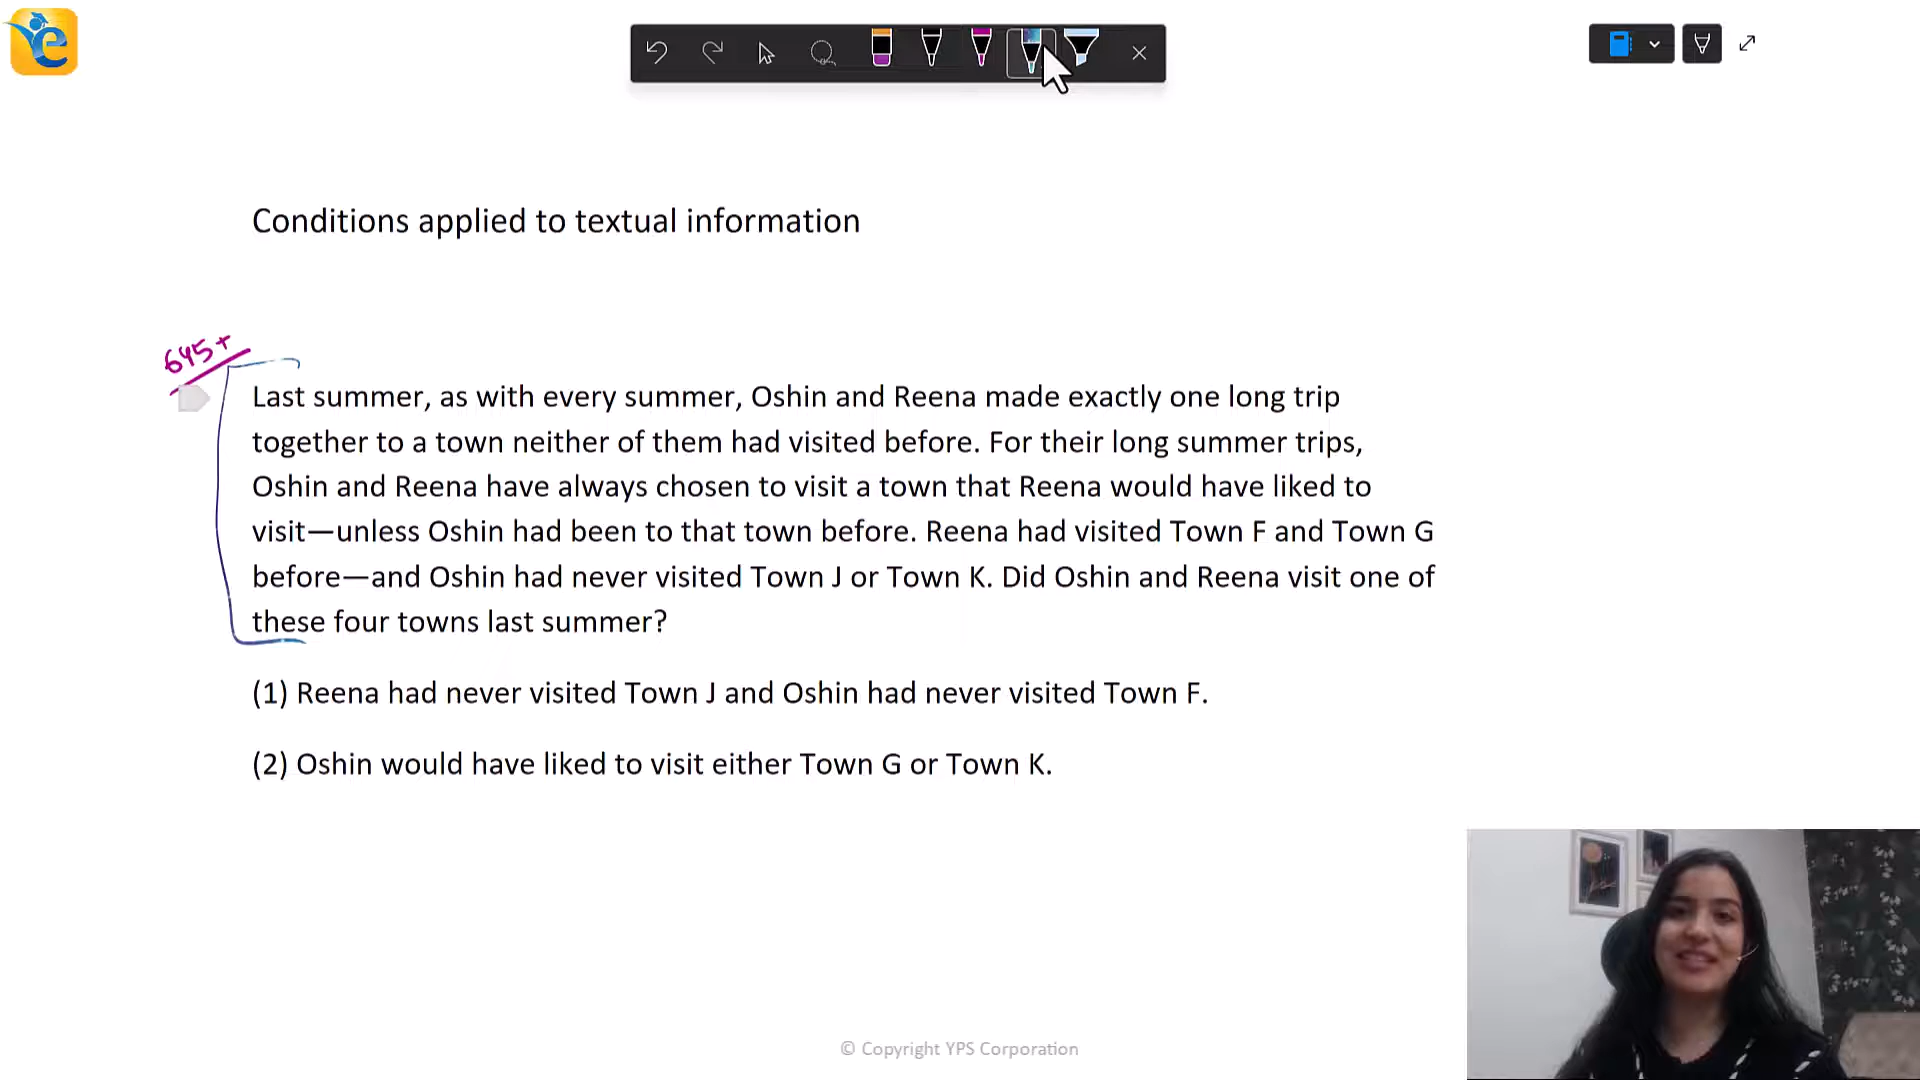 Conditions applied to textual information
645+
Last summer, as with every summer, Oshin and Reena made exactly one long trip
together to a town neither of them had visited before. For their long summer trips,
Oshin and Reena have always chosen to visit a town that Reena would have liked to
visit—unless Oshin had been to that town before. Reena had visited Town F and Town G
before—and Oshin had never visited Town J or Town K. Did Oshin and Reena visit one of
these four towns last summer?
(1) Reena had never visited Town J and Oshin had never visited Town F.
(2) Oshin would have liked to visit either Town G or Town K.
© Copyright YPS Corporation